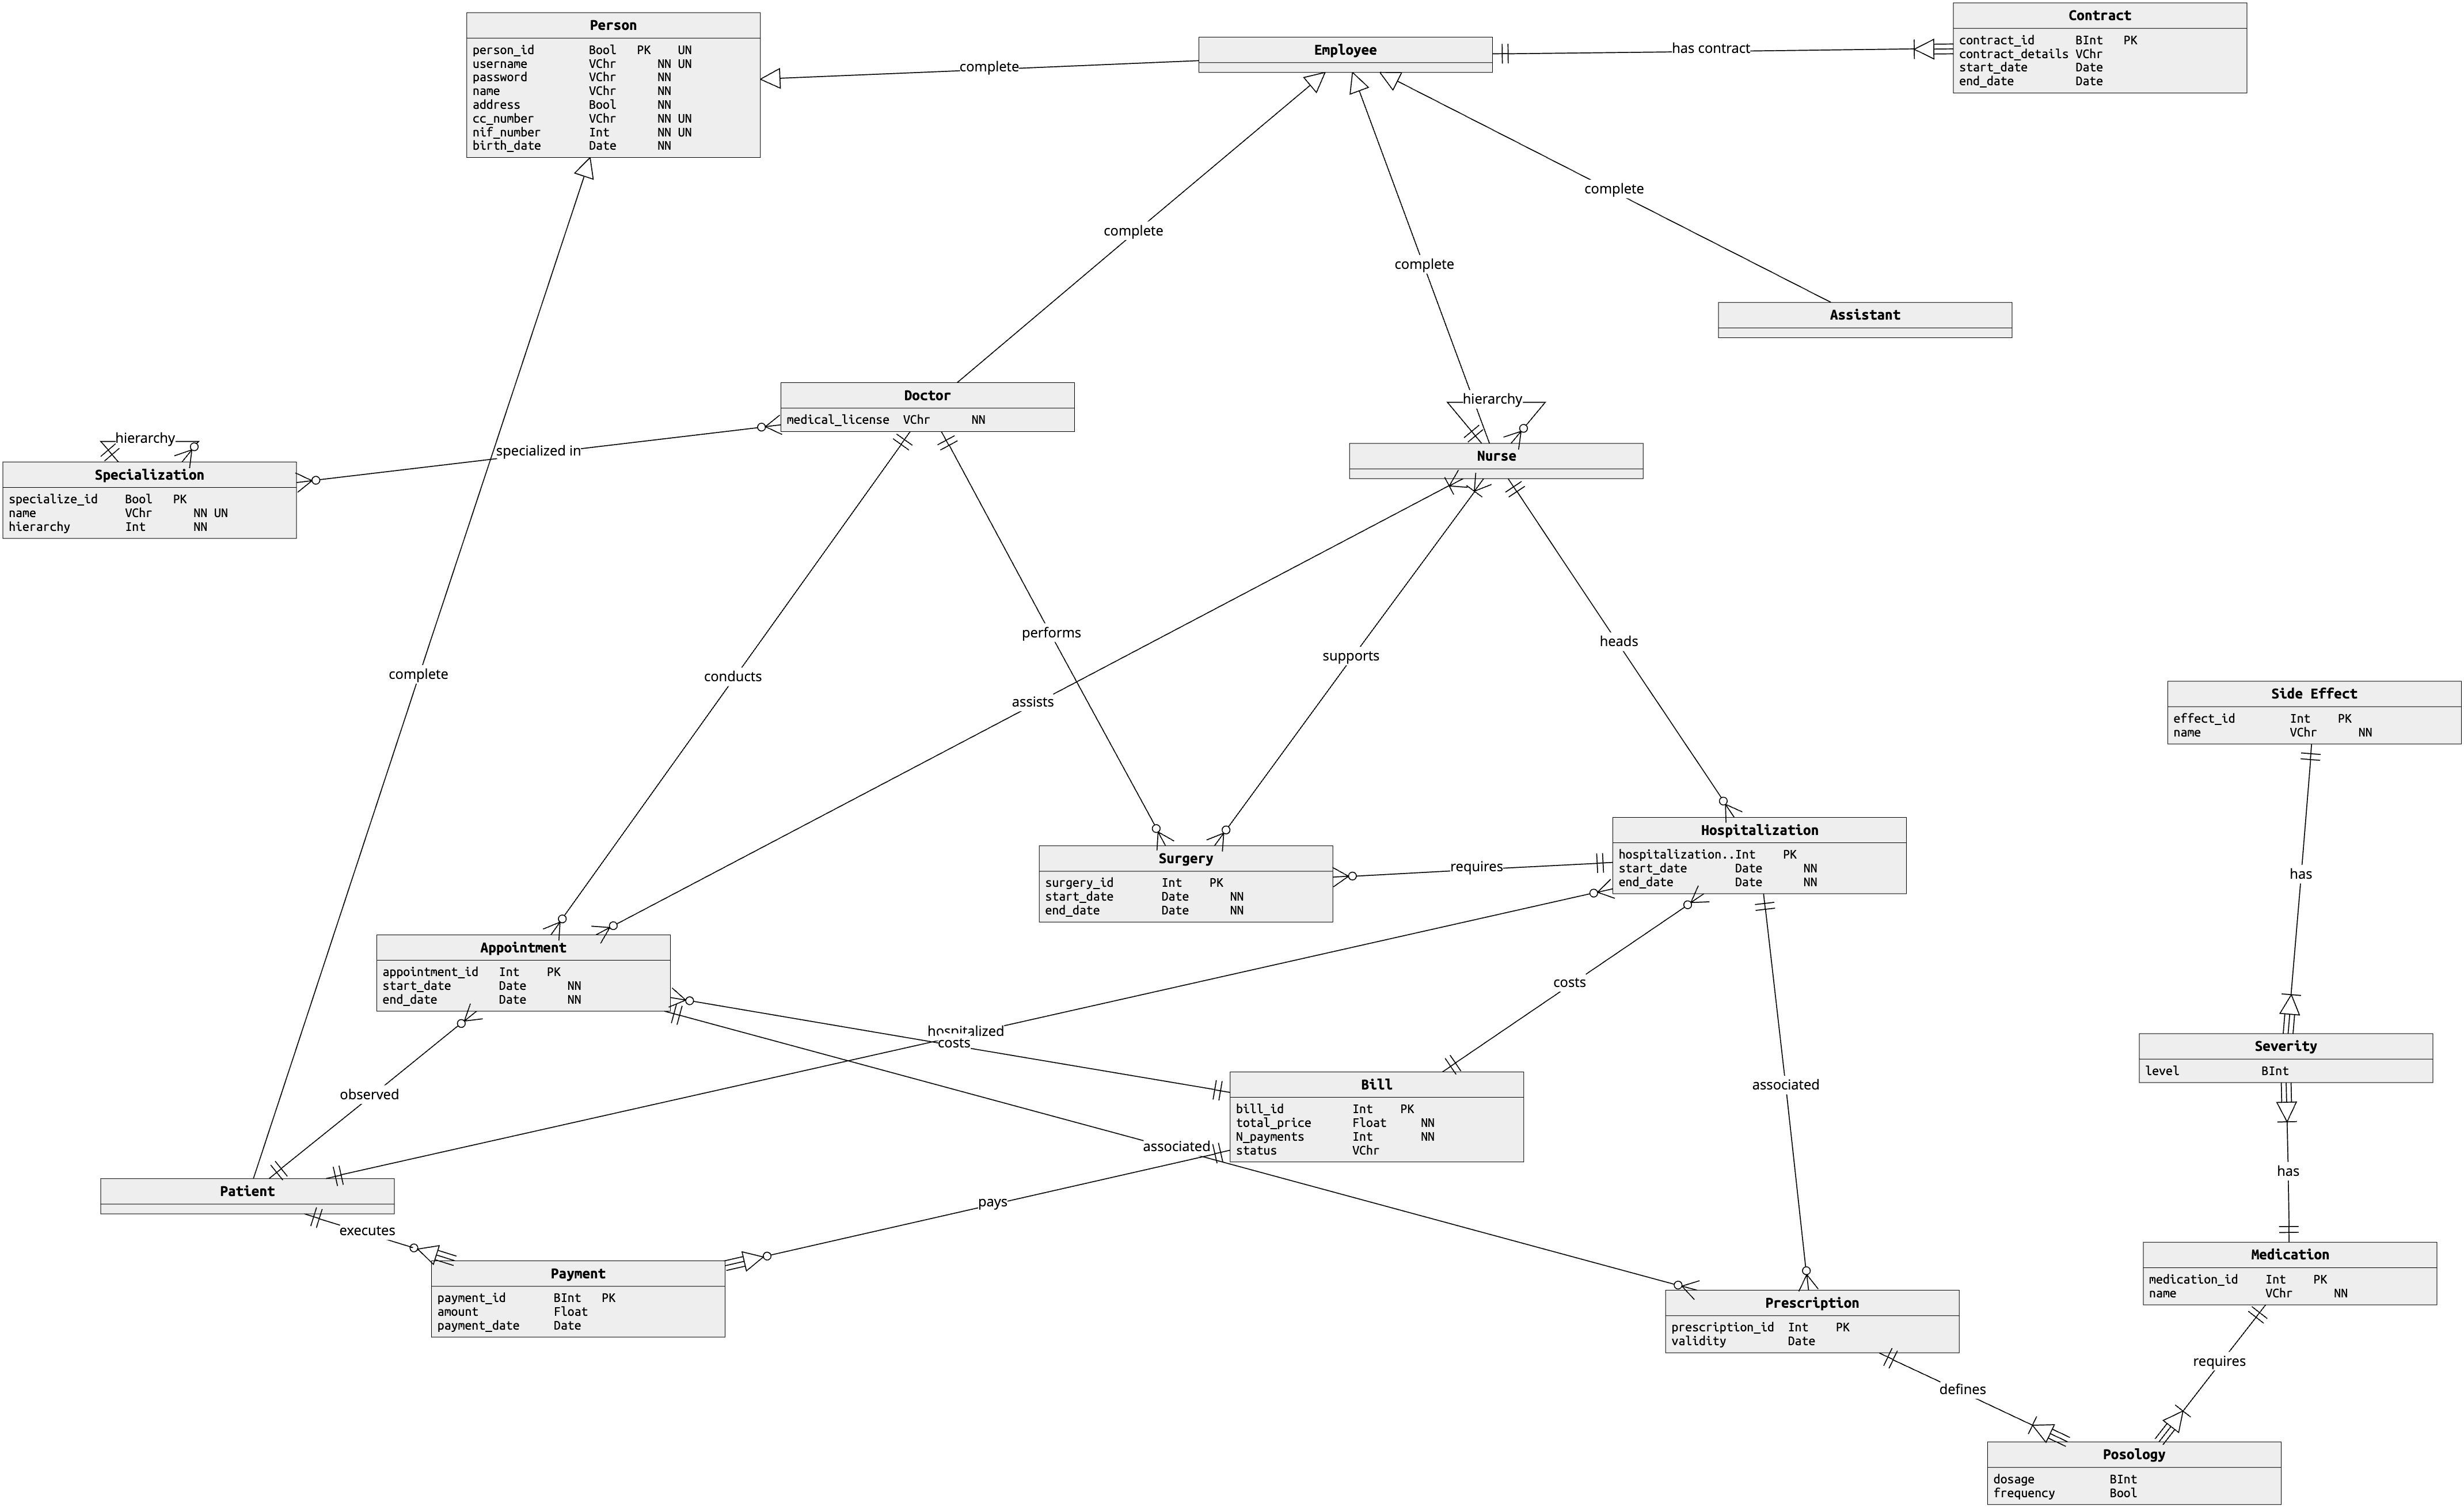 Person
person_id Bool PK UN
username VChr NN UN
password VChr NN
name VChr NN
address Bool NN
cc_number VChr NN UN
nif_number Int NN UN
birth_date Date NN
complete
Employee
has contract
Contract
contract_id BInt PK
contract_details VChr
start_date Date
end_date Date
complete
complete
complete
Assistant
Doctor
medical_license VChr NN
hierarchy
Nurse
hierarchy
Specialization
specialize_id Bool PK
name VChr NN UN
hierarchy Int NN
specialized in
complete
conducts
performs
assists
supports
heads
Side Effect
effect_id Int PK
name VChr NN
has
Surgery
surgery_id Int PK
start_date Date NN
end_date Date NN
requires
Hospitalization
hospitalization..Int PK
start_date Date NN
end_date Date NN
Appointment
appointment_id Int PK
start_date Date NN
end_date Date NN
hospitalized
costs
costs
observed
associated
Bill
bill_id Int PK
total_price Float NN
N_payments Int NN
status VChr
associated
Severity
level BInt
has
Patient
executes
pays
Payment
payment_id BInt PK
amount Float
payment_date Date
Prescription
prescription_id Int PK
validity Date
Medication
medication_id Int PK
name VChr NN
defines
requires
Posology
dosage BInt
frequency Bool